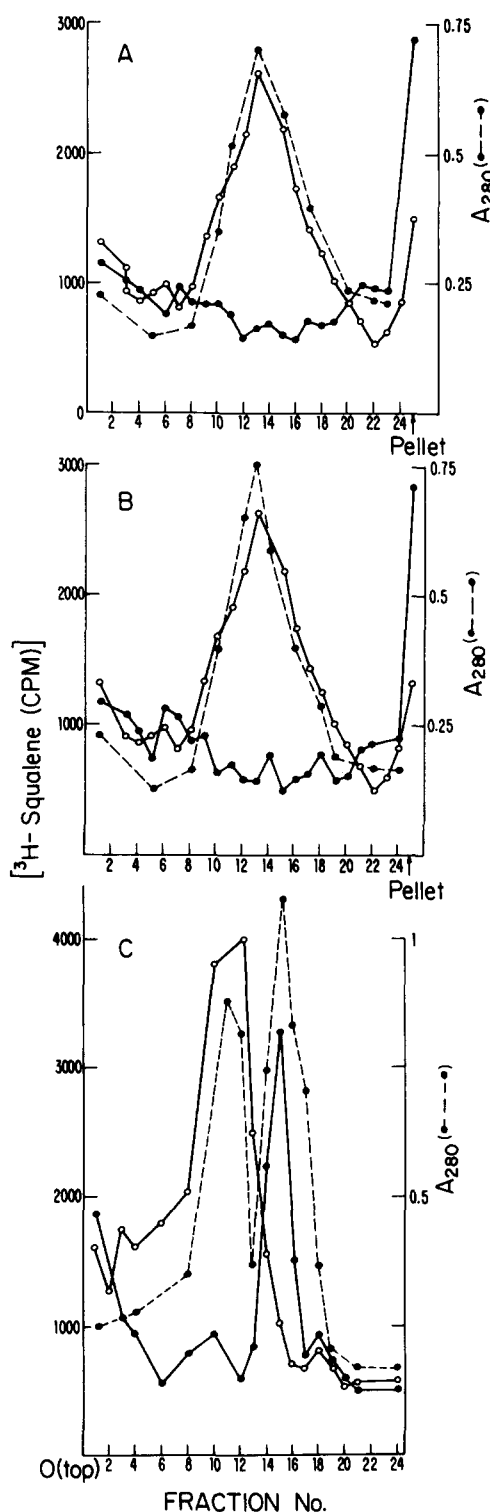 3000
A
0.75
2000
0.5
1000
0.25
0
A280(●---●)
2 4 6 8 10 12 14 16 18 20 22 24
Pellet
3000
B
0.75
2000
0.5
1000
0.25
A280(●---●)
2 4 6 8 10 12 14 16 18 20 22 24
Pellet
[3H-Squalene (CPM)]
4000
C
1
3000
2000
0.5
1000
A280(●---●)
0(top) 2 4 6 8 10 12 14 16 18 20 22 24
FRACTION No.